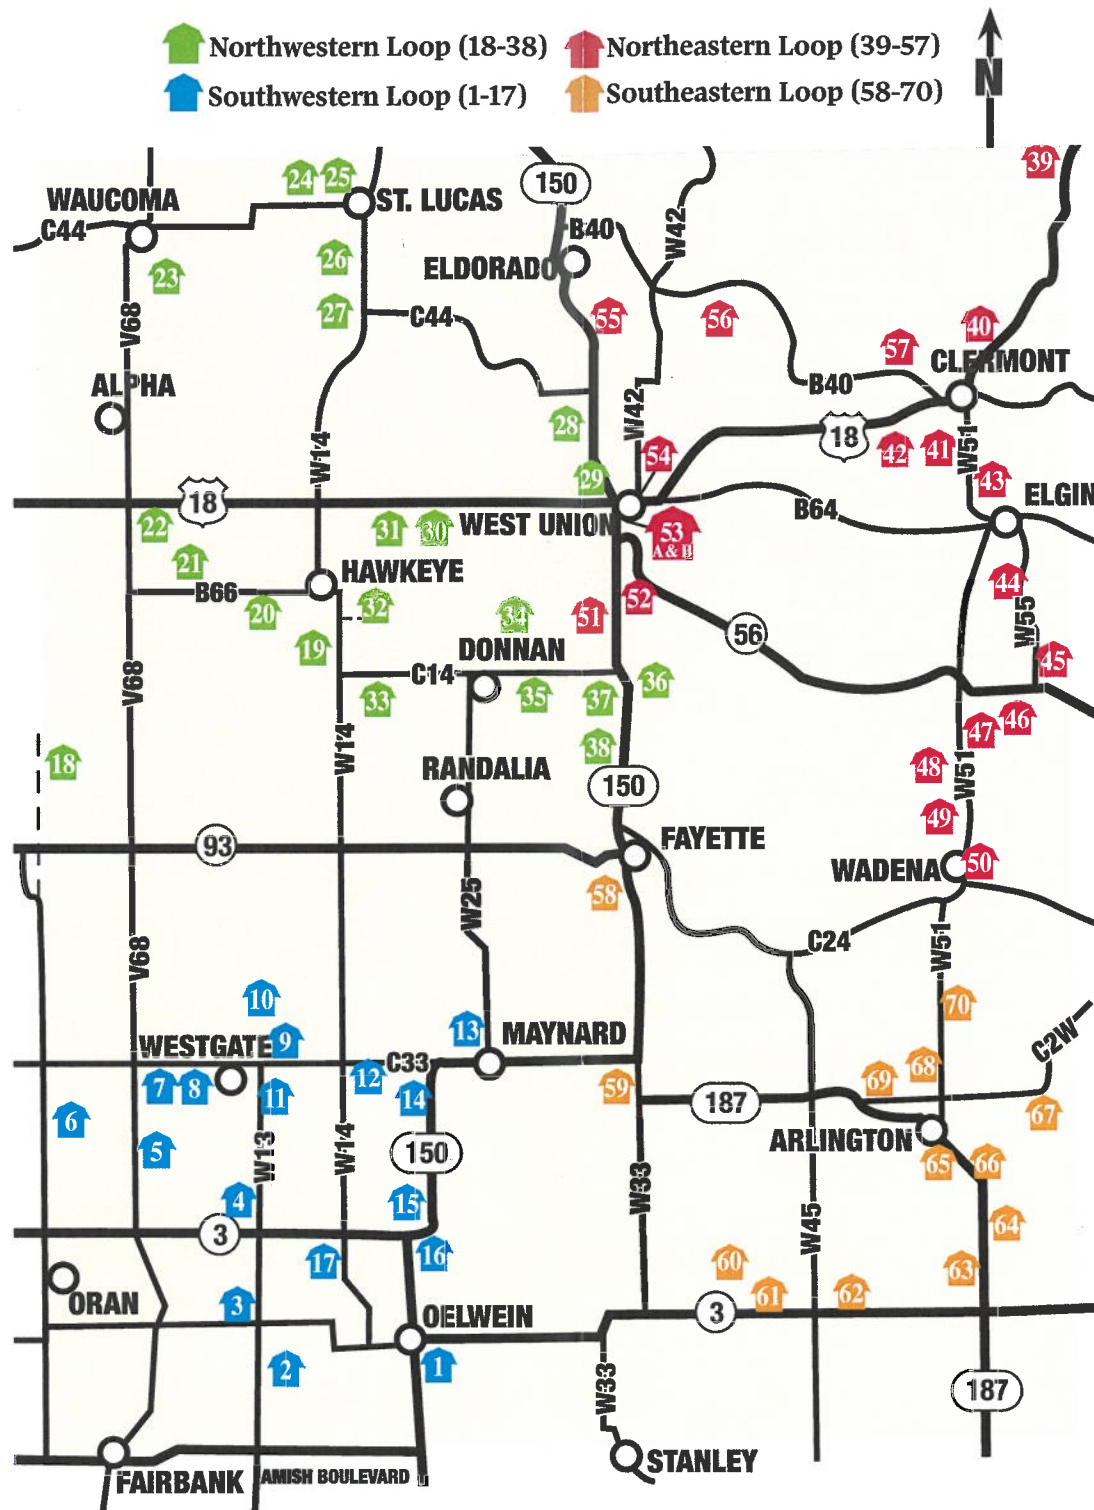 Northwestern Loop (18-38)
Northeastern Loop (39-57)
Southwestern Loop (1-17)
Southeastern Loop (58-70)
N
39
24 25
150
WAUCOMA
ST. LUCAS
C44
B40
W42
26
ELDORADO
23
27
C44
55
56
40
V68
57
CLERMONT
ALPHA
B40
28
W42
18
42
41
W51
W14
54
29
43
18
ELGIN
22
31
30
WEST UNION
53
A & B
B64
21
HAWKEYE
44
B66
20
32
34
51
52
W55
19
DONNAN
56
45
C14
36
V68
33
35
37
46
47
W14
38
18
RANDALIA
48
W51
150
49
93
FAYETTE
WADENA
50
58
W25
C24
V68
W51
10
70
13
MAYNARD
WESTGATE
9
C33
C2W
7
8
12
68
69
11
14
59
187
67
6
ARLINGTON
5
W13
W14
150
65
66
W33
4
15
64
3
W45
16
17
60
63
ORAN
61
62
3
3
OELWEIN
2
1
W33
187
STANLEY
FAIRBANK
AMISH BOULEVARD